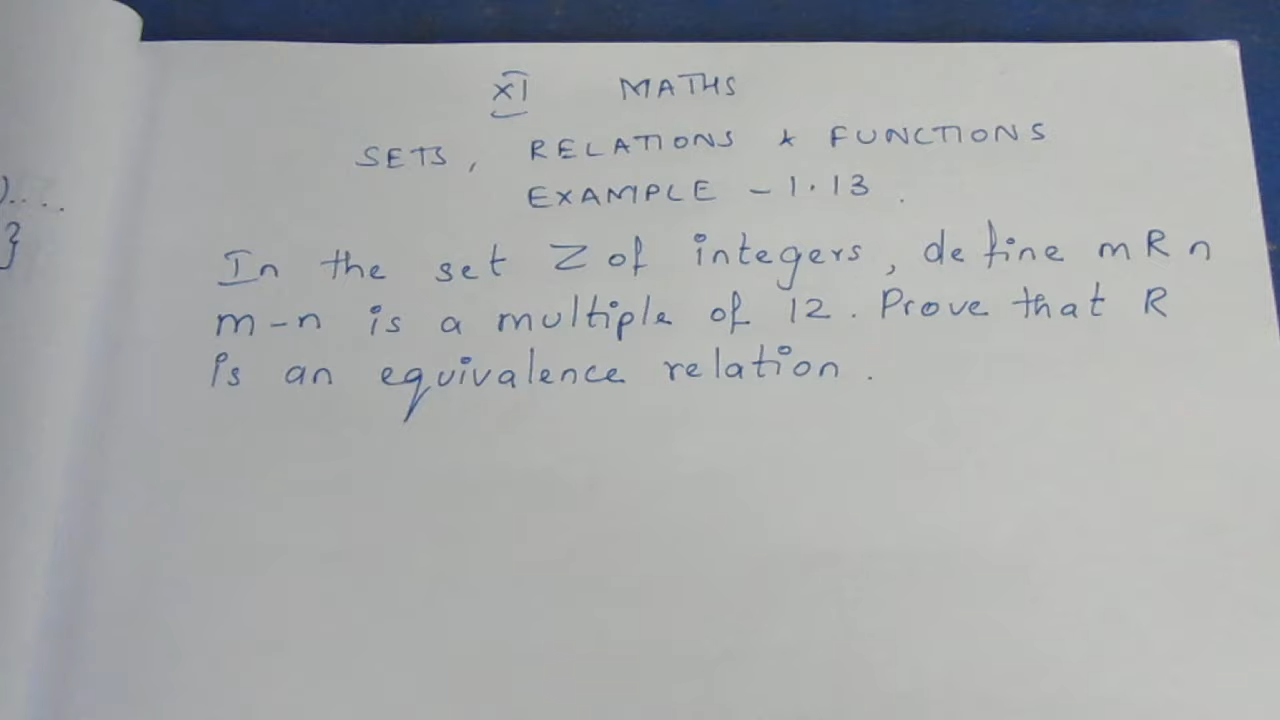 XI MATHS
SETS, RELATIONS & FUNCTIONS
EXAMPLE - 1.13.
In the set Z of integers, define mRn
m-n is a multiple of 12. Prove that R
is an equivalence relation.
)....
}